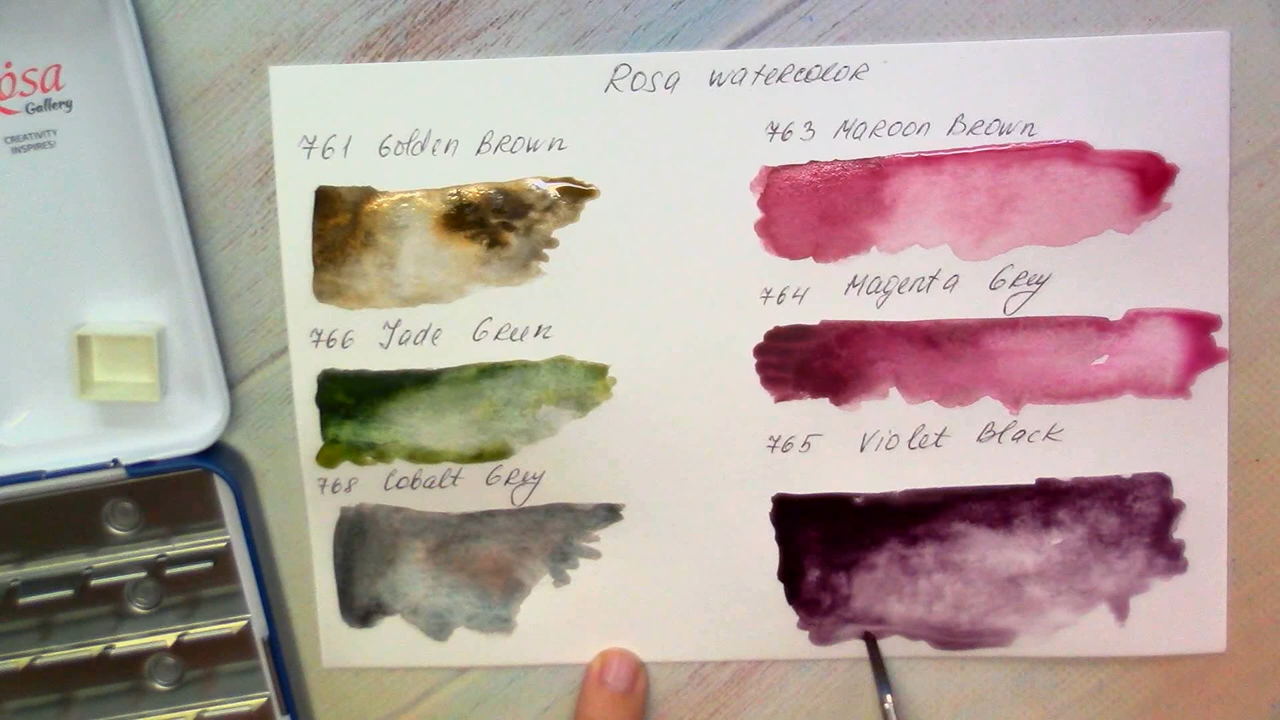 Rosa
Gallery
CREATIVITY
INSPIRES!
Rosa watercolor
761 Golden Brown
766 Jade Green
768 Cobalt Grey
763 Maroon Brown
764 Magenta Grey
765 Violet Black